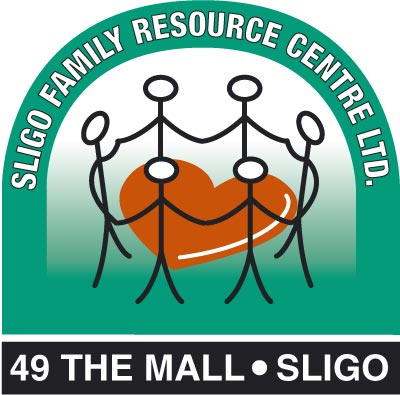 SLIGO FAMILY RESOURCE CENTRE LTD.
49 THE MALL • SLIGO